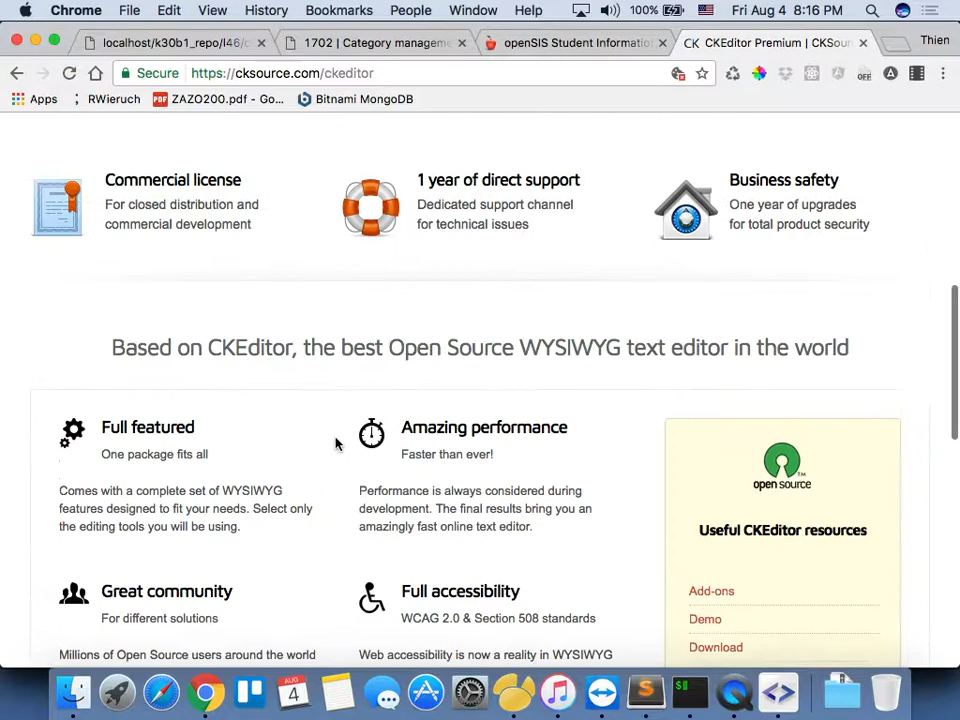 Chrome File Edit View History Bookmarks People Window Help 100% Fri Aug 4 8:16 PM
localhost/k30b1_repo/l46/c 1702 | Category manageme openSIS Student Informatio CK CKEditor Premium | CKSour Thien
Secure https://cksource.com/ckeditor OFF
Apps RWieruch PDF ZAZO200.pdf - Go... Bitnami MongoDB
Commercial license 1 year of direct support Business safety
For closed distribution and Dedicated support channel One year of upgrades
commercial development for technical issues for total product security
Based on CKEditor, the best Open Source WYSIWYG text editor in the world
Full featured Amazing performance
One package fits all Faster than ever!
open source
Comes with a complete set of WYSIWYG Performance is always considered during
features designed to fit your needs. Select only development. The final results bring you an
the editing tools you will be using. amazingly fast online text editor.
Useful CKEditor resources
Great community Full accessibility
Add-ons
For different solutions WCAG 2.0 & Section 508 standards
Demo
Millions of Open Source users around the world Web accessibility is now a reality in WYSIWYG
Download
AUG
4